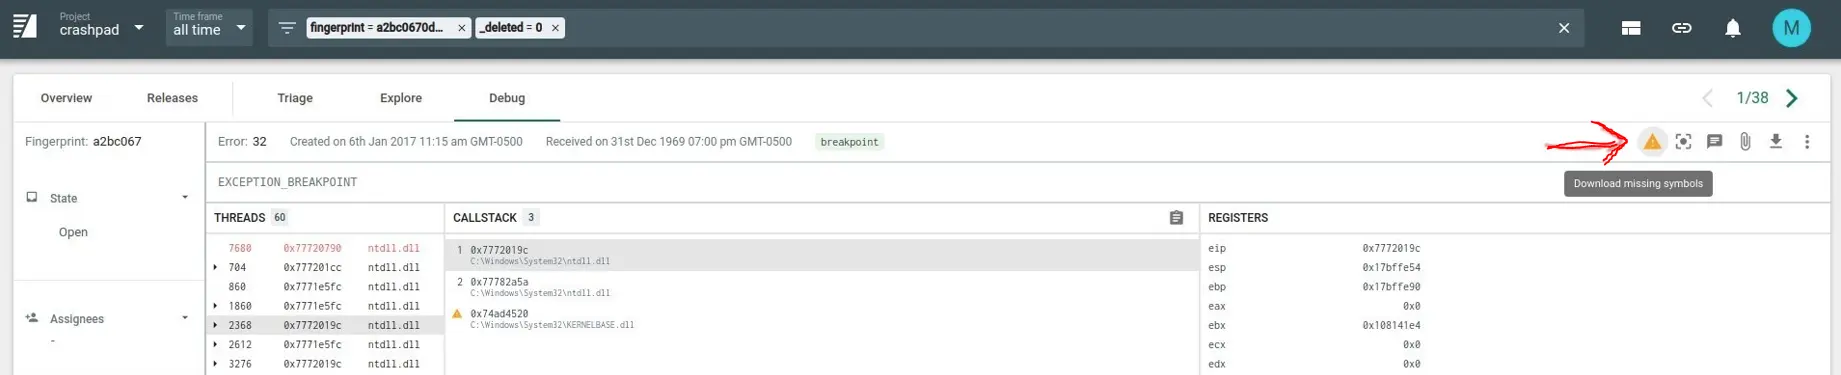 Project
crashpad
Time frame
all time
fingerprint = a2bc0670d... ×
_deleted = 0 ×
M
Overview
Releases
Triage
Explore
Debug
1/38
Fingerprint: a2bc067
Error: 32
Created on 6th Jan 2017 11:15 am GMT-0500
Received on 31st Dec 1969 07:00 pm GMT-0500
breakpoint
Download missing symbols
State
Open
Assignees
-
EXCEPTION_BREAKPOINT
THREADS 60
7680 0x77720790 ntdll.dll
704 0x777201cc ntdll.dll
860 0x7771e5fc ntdll.dll
1860 0x7771e5fc ntdll.dll
2368 0x7772019c ntdll.dll
2612 0x7771e5fc ntdll.dll
3276 0x7772019c ntdll.dll
CALLSTACK 3
1 0x7772019c
C:\Windows\System32\ntdll.dll
2 0x77782a5a
C:\Windows\System32\ntdll.dll
0x74ad4520
C:\Windows\System32\KERNELBASE.dll
REGISTERS
eip 0x7772019c
esp 0x17bffe54
ebp 0x17bffe90
eax 0x0
ebx 0x108141e4
ecx 0x0
edx 0x0